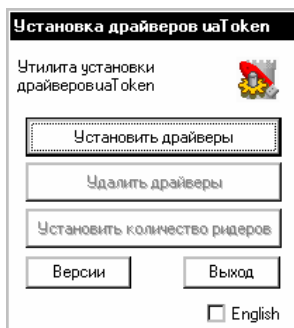 Установка драйверов uaToken
Утилита установки
драйверовuaToken
Установить драйверы
Удалить драйверы
Установить количество ридеров
Версии
Выход
English